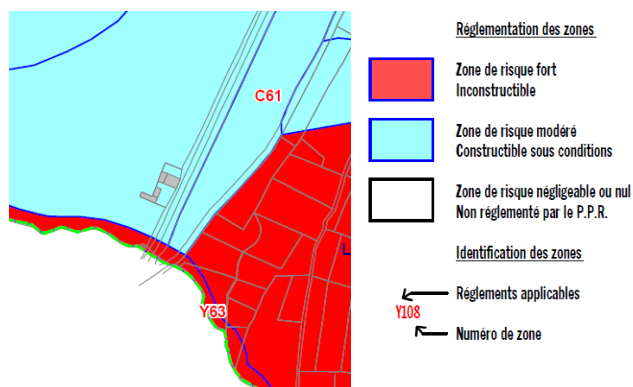 Réglementation des zones
C61
Zone de risque fort
Inconstructible
Zone de risque modéré
Constructible sous conditions
Zone de risque négligeable ou nul
Non réglementé par le P.P.R.
L
Identification des zones
Réglements applicables
Y63
Y108
Numéro de zone